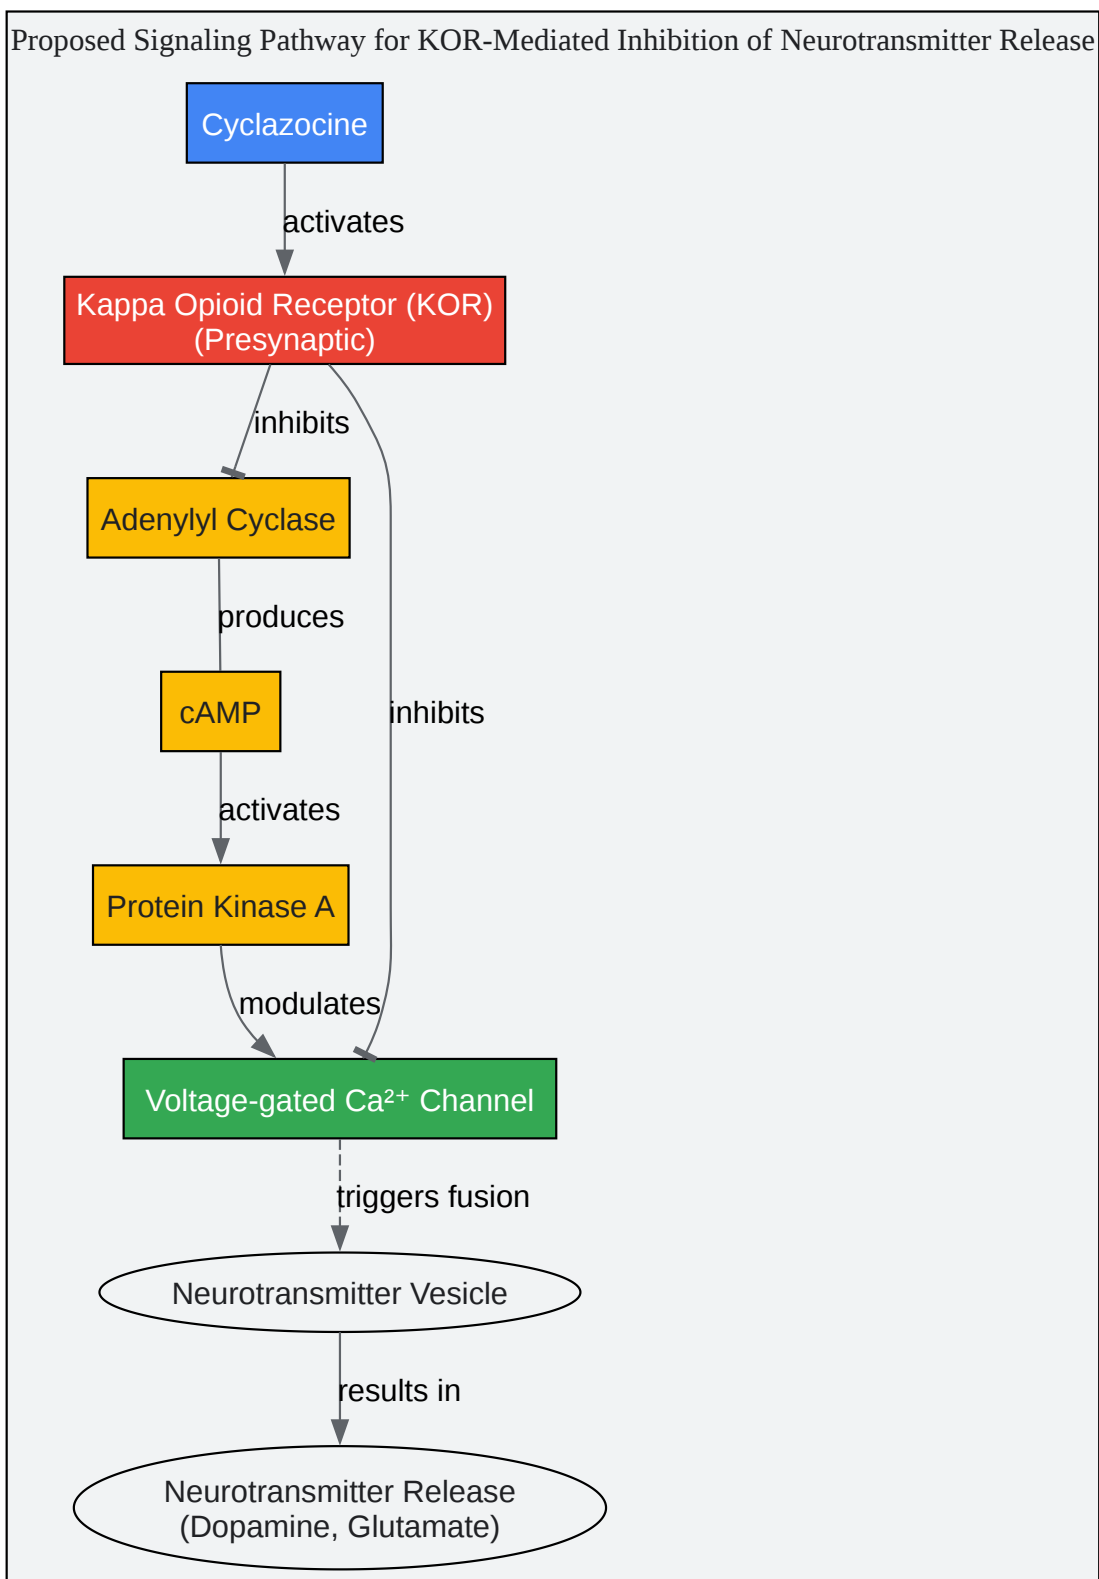 Proposed Signaling Pathway for KOR-Mediated Inhibition of Neurotransmitter Release
Cyclazocine
activates
Kappa Opioid Receptor (KOR)
(Presynaptic)
inhibits
Adenylyl Cyclase
produces
cAMP
inhibits
activates
Protein Kinase A
modulates
Voltage-gated Ca²⁺ Channel
triggers fusion
Neurotransmitter Vesicle
results in
Neurotransmitter Release
(Dopamine, Glutamate)